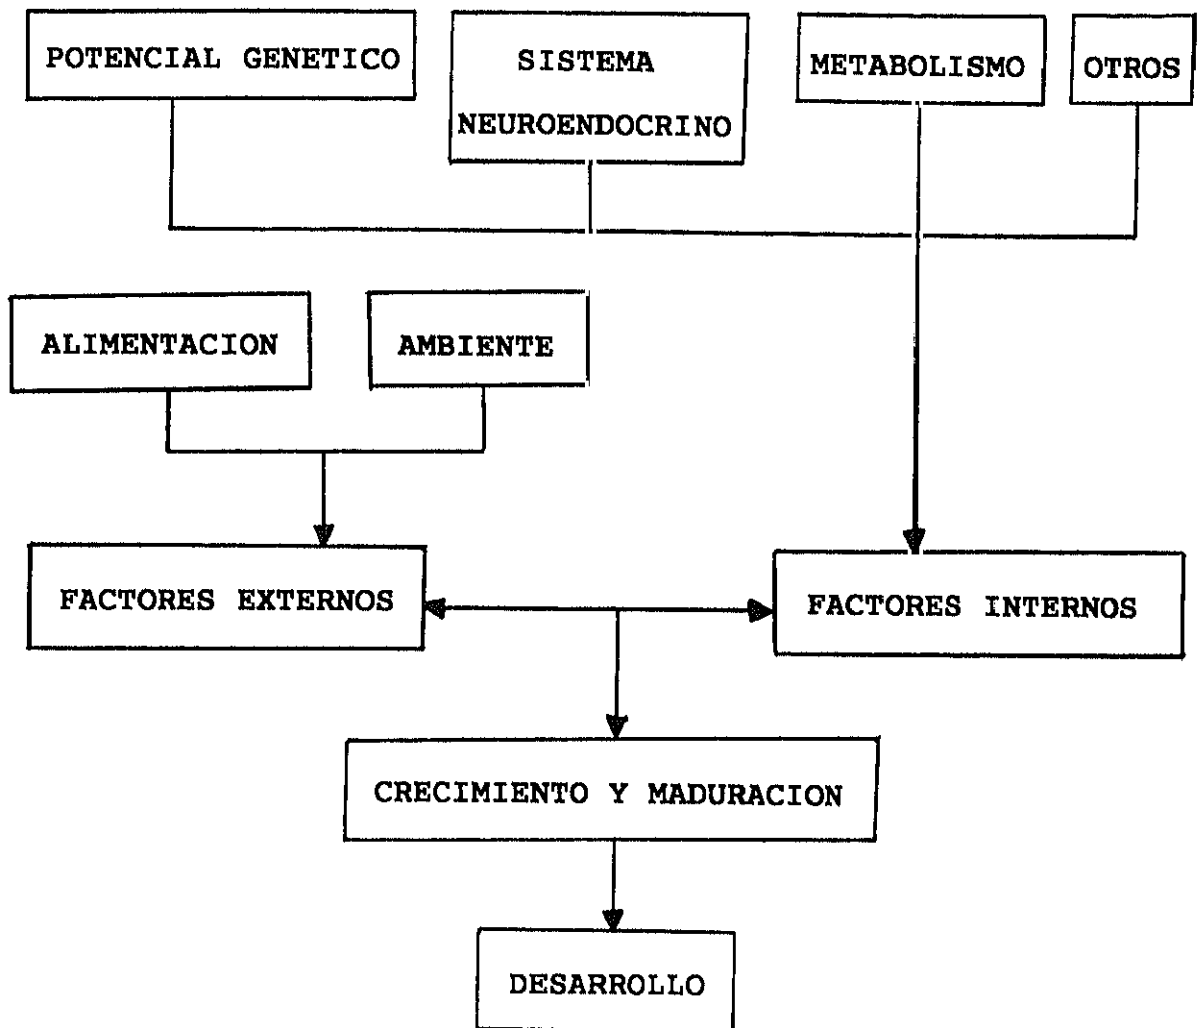 POTENCIAL GENETICO
SISTEMA
NEUROENDOCRINO
METABOLISMO
OTROS
ALIMENTACION
AMBIENTE
FACTORES EXTERNOS
FACTORES INTERNOS
CRECIMIENTO Y MADURACION
DESARROLLO